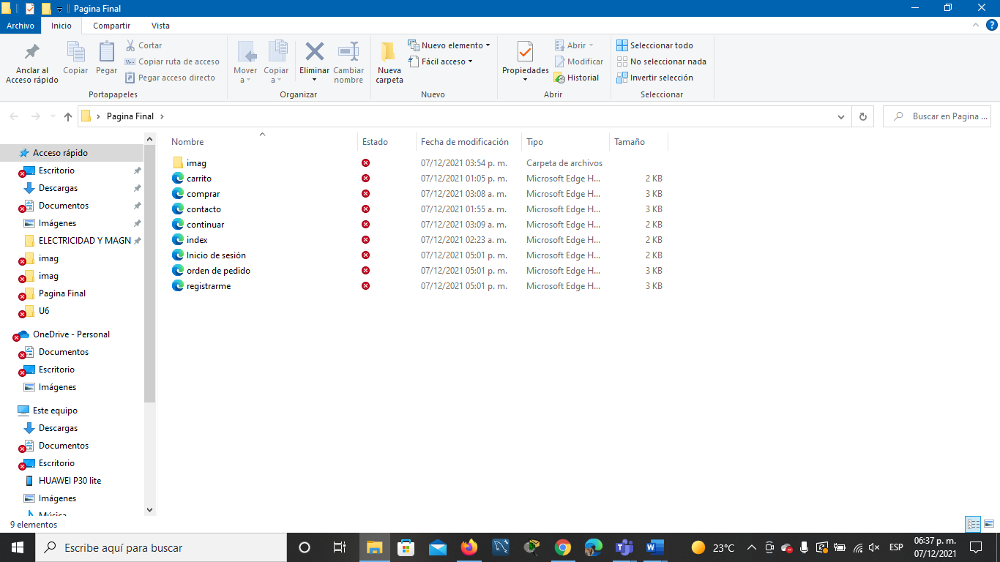 Pagina Final
Archivo Inicio Compartir Vista
Anclar al
Acceso rápido
Copiar
Pegar
Cortar
Copiar ruta de acceso
Pegar acceso directo
Portapapeles
Mover
a
Copiar
a
Eliminar
Cambiar
nombre
Organizar
Nueva
carpeta
Nuevo elemento
Fácil acceso
Nuevo
Propiedades
Abrir
Modificar
Historial
Abrir
Seleccionar todo
No seleccionar nada
Invertir selección
Seleccionar
Pagina Final
Buscar en Pagina ...
Acceso rápido
Escritorio
Descargas
Documentos
Imágenes
ELECTRICIDAD Y MAGN
imag
imag
Pagina Final
U6
OneDrive - Personal
Documentos
Escritorio
Imágenes
Este equipo
Descargas
Documentos
Escritorio
HUAWEI P30 lite
Imágenes
Música
Nombre Estado Fecha de modificación Tipo Tamaño
imag 07/12/2021 03:54 p. m. Carpeta de archivos
carrito 07/12/2021 01:05 p. m. Microsoft Edge H... 2 KB
comprar 07/12/2021 03:08 a. m. Microsoft Edge H... 3 KB
contacto 07/12/2021 01:55 a. m. Microsoft Edge H... 3 KB
continuar 07/12/2021 03:09 a. m. Microsoft Edge H... 2 KB
index 07/12/2021 02:23 a. m. Microsoft Edge H... 2 KB
Inicio de sesión 07/12/2021 05:01 p. m. Microsoft Edge H... 2 KB
orden de pedido 07/12/2021 05:01 p. m. Microsoft Edge H... 3 KB
registrarme 07/12/2021 05:01 p. m. Microsoft Edge H... 3 KB
9 elementos
Escribe aquí para buscar
23°C
ESP
06:37 p. m.
07/12/2021